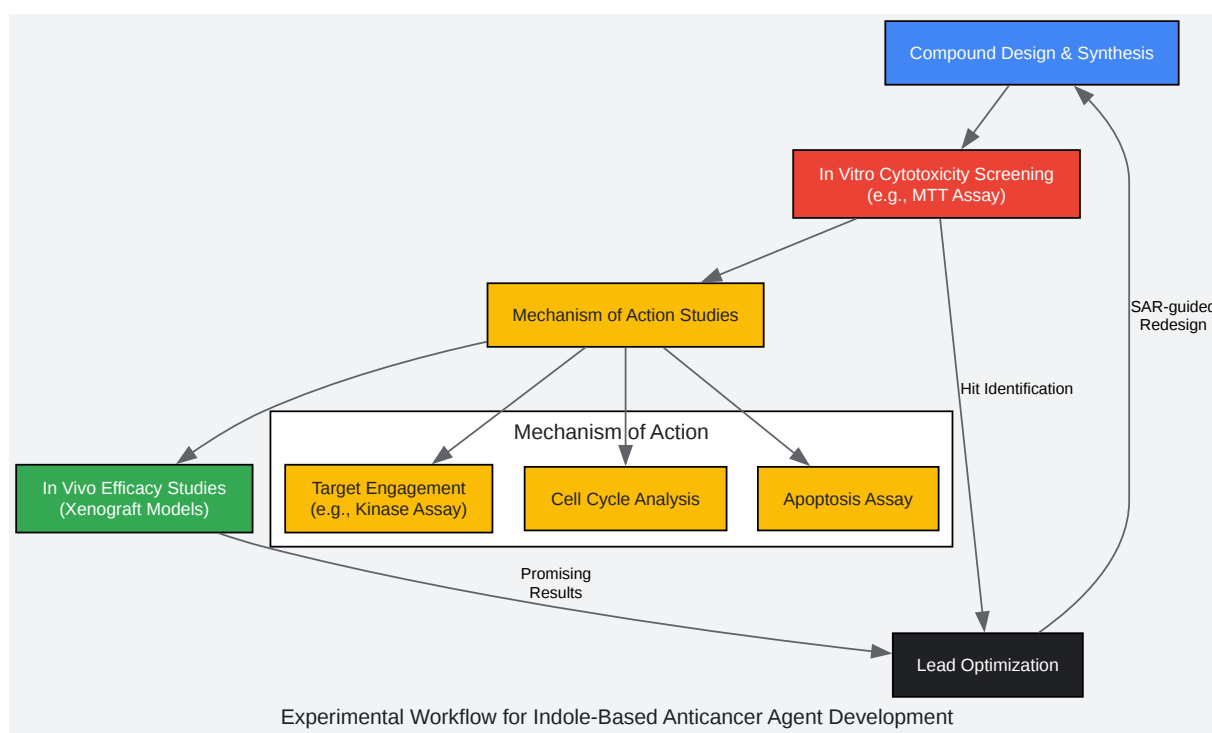 Compound Design & Synthesis
In Vitro Cytotoxicity Screening
(e.g., MTT Assay)
Mechanism of Action Studies
SAR-guided
Redesign
Hit Identification
Mechanism of Action
In Vivo Efficacy Studies
(Xenograft Models)
Target Engagement
(e.g., Kinase Assay)
Cell Cycle Analysis
Apoptosis Assay
Promising
Results
Lead Optimization
Experimental Workflow for Indole-Based Anticancer Agent Development